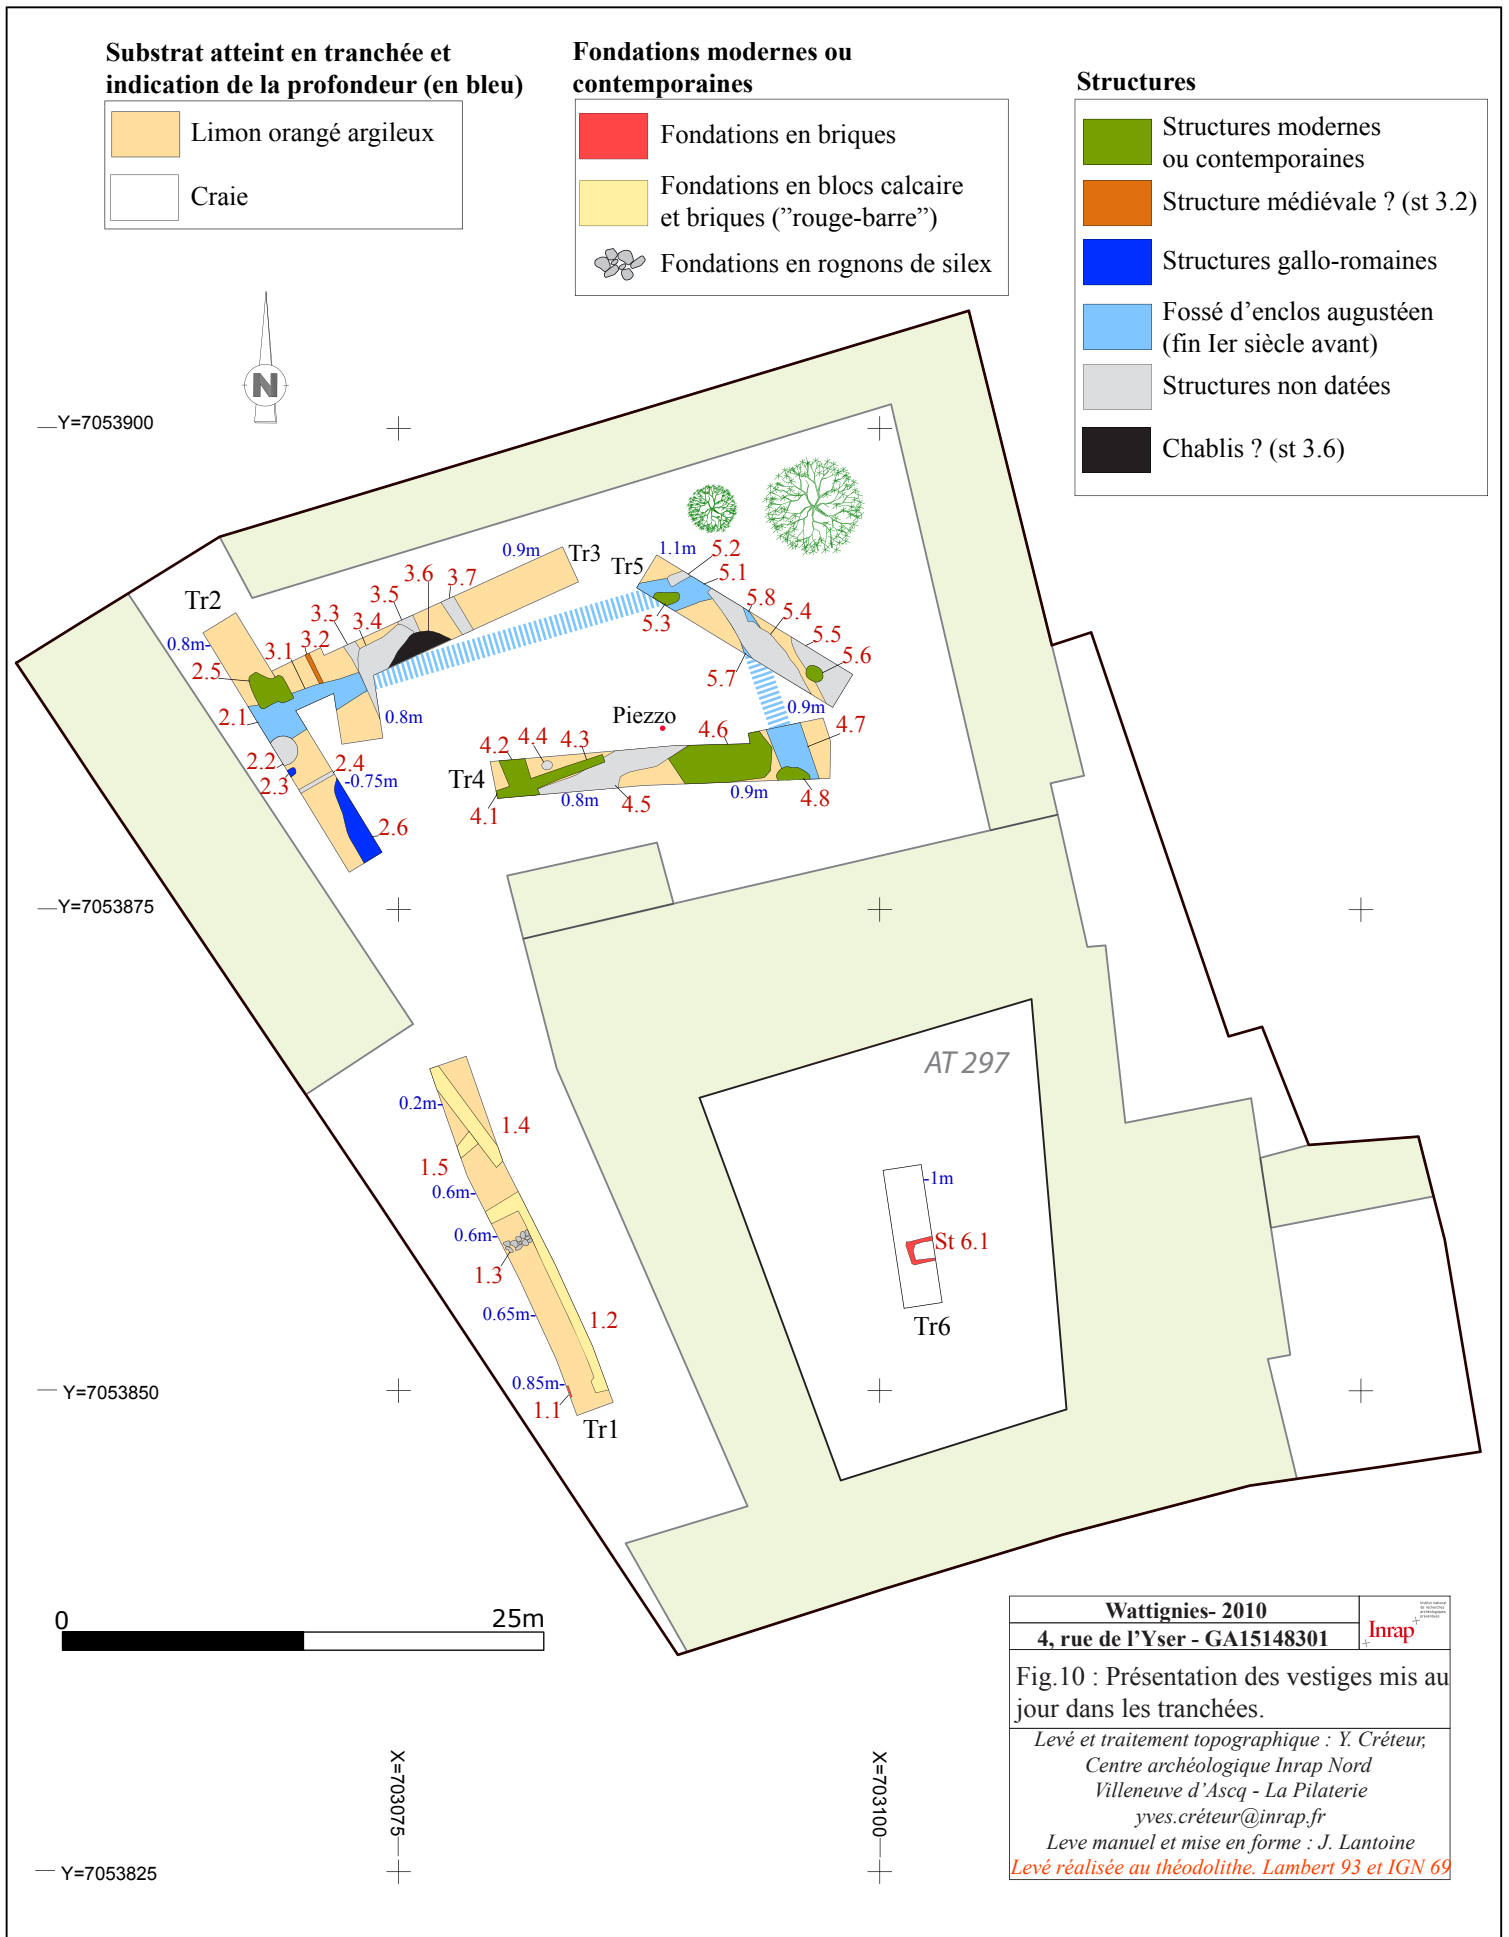 Substrat atteint en tranchée et
indication de la profondeur (en bleu)
Limon orangé argileux
Craie
Fondations modernes ou
contemporaines
Fondations en briques
Fondations en blocs calcaire
et briques (”rouge-barre”)
Fondations en rognons de silex
Structures
Structures modernes
ou contemporaines
Structure médiévale ? (st 3.2)
Structures gallo-romaines
Fossé d’enclos augustéen
(fin Ier siècle avant)
Structures non datées
Chablis ? (st 3.6)
N
Y=7053900
Tr2
0.8m-
2.5
2.1
2.2
2.3
2.4
-0.75m
2.6
3.1
3.2
3.3
3.4
3.5
3.6
3.7
0.9m
Tr3
0.8m
Tr5
1.1m
5.2
5.1
5.3
5.8
5.4
5.5
5.6
5.7
0.9m
Piezzo
Tr4
4.2
4.4
4.3
4.6
4.7
4.1
0.8m
4.5
0.9m
4.8
Y=7053875
AT 297
0.2m-
1.4
1.5
0.6m-
0.6m-
1.3
0.65m-
1.2
0.85m-
1.1
Tr1
-1m
St 6.1
Tr6
Y=7053850
0
25m
Wattignies- 2010
4, rue de l’Yser - GA15148301
Inrap
Fig.10 : Présentation des vestiges mis au
jour dans les tranchées.
Levé et traitement topographique : Y. Créteur,
Centre archéologique Inrap Nord
Villeneuve d’Ascq - La Pilaterie
yves.créteur@inrap.fr
Leve manuel et mise en forme : J. Lantoine
Levé réalisée au théodolithe. Lambert 93 et IGN 69
X=703075
X=703100
Y=7053825